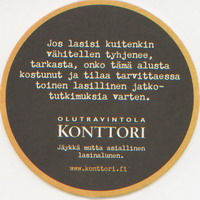 Jos lasisi kuitenkin
vähitellen tyhjenee,
tarkasta, onko tämä alusta
kostunut ja tilaa tarvittaessa
toinen lasillinen jatko-
tutkimuksia varten.
OLUTRAVINTOLA
KONTTORI
Jäykkä mutta asiallinen
lasinalunen.
www.konttori.fi